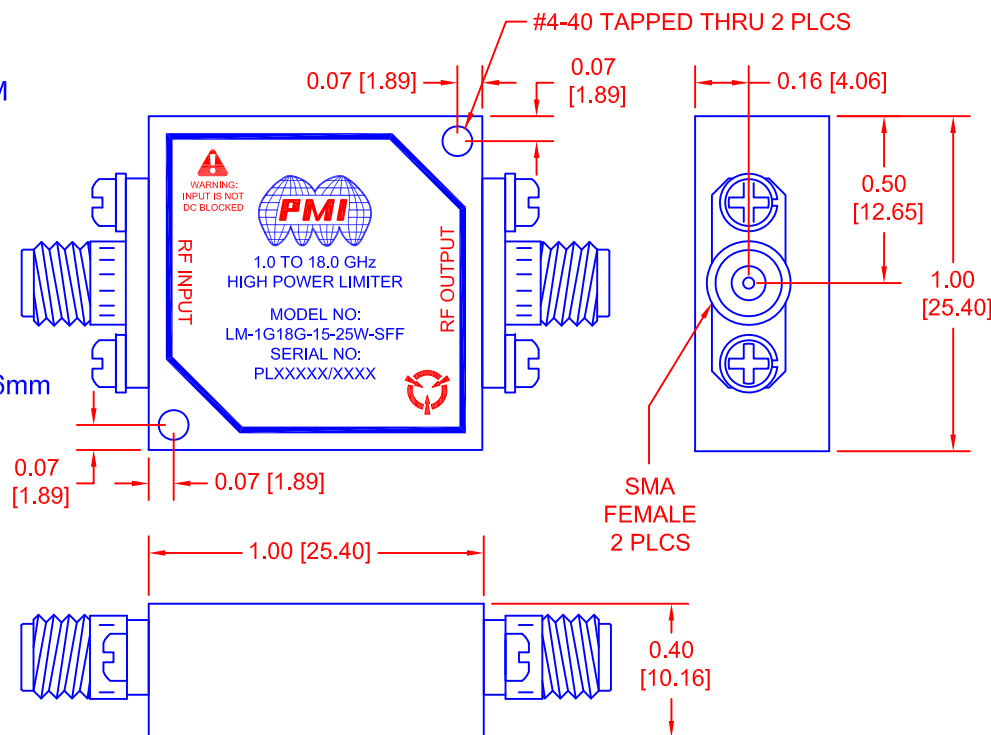 #4-40 TAPPED THRU 2 PLCS
0.07 [1.89]
0.07
[1.89]
0.16 [4.06]
M
WARNING:
INPUT IS NOT
DC BLOCKED
PMI
1.0 TO 18.0 GHz
HIGH POWER LIMITER
MODEL NO:
LM-1G18G-15-25W-SFF
SERIAL NO:
PLXXXXX/XXXX
RF INPUT
RF OUTPUT
0.50
[12.65]
1.00
[25.40]
6mm
0.07
[1.89]
0.07 [1.89]
SMA
FEMALE
2 PLCS
1.00 [25.40]
0.40
[10.16]